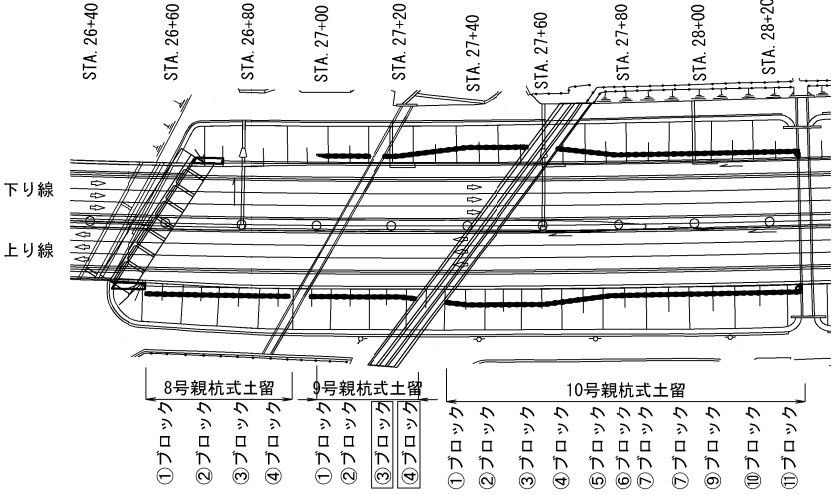 STA. 26+40
STA. 26+60
STA. 26+80
STA. 27+00
STA. 27+20
STA. 27+40
STA. 27+60
STA. 27+80
STA. 28+00
STA. 28+20
下り線
上り線
8号親杭式土留
9号親杭式土留
10号親杭式土留
①ブロック
②ブロック
③ブロック
④ブロック
①ブロック
②ブロック
③ブロック
④ブロック
①ブロック
②ブロック
③ブロック
④ブロック
⑤ブロック
⑥ブロック
⑦ブロック
⑦ブロック
⑨ブロック
⑩ブロック
⑪ブロック